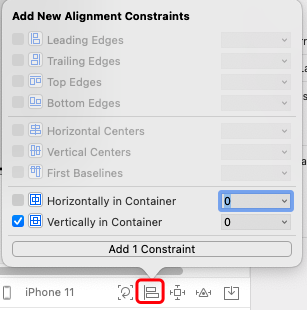 Add New Alignment Constraints
Leading Edges
Trailing Edges
Top Edges
Bottom Edges
Horizontal Centers
Vertical Centers
First Baselines
Horizontally in Container 0
Vertically in Container 0
Add 1 Constraint
iPhone 11